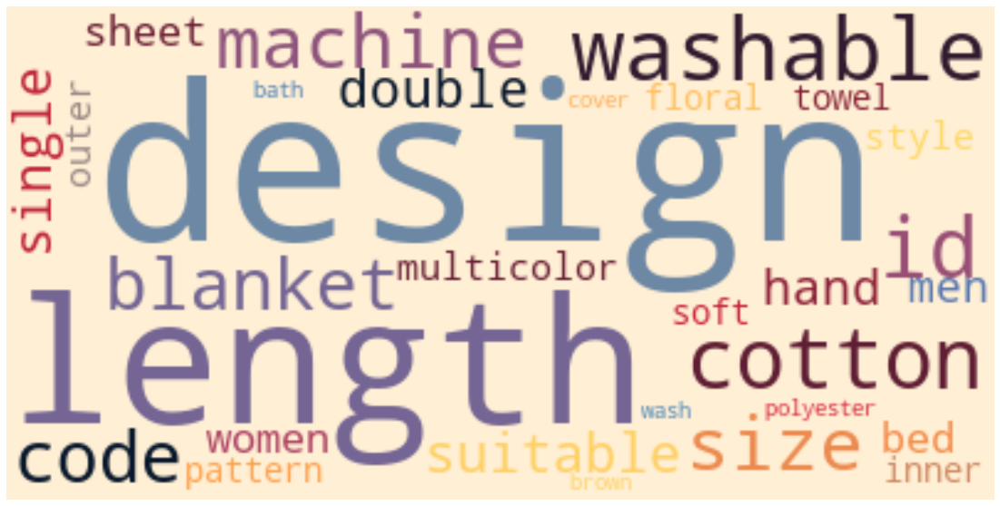 sheet
machine
washable
single
outer
bath
double
cover
floral
towel
design
style
blanket
multicolor
id
hand
men
length
soft
cotton
wash
polyester
code
women
pattern
suitable
brown
size
bed
inner